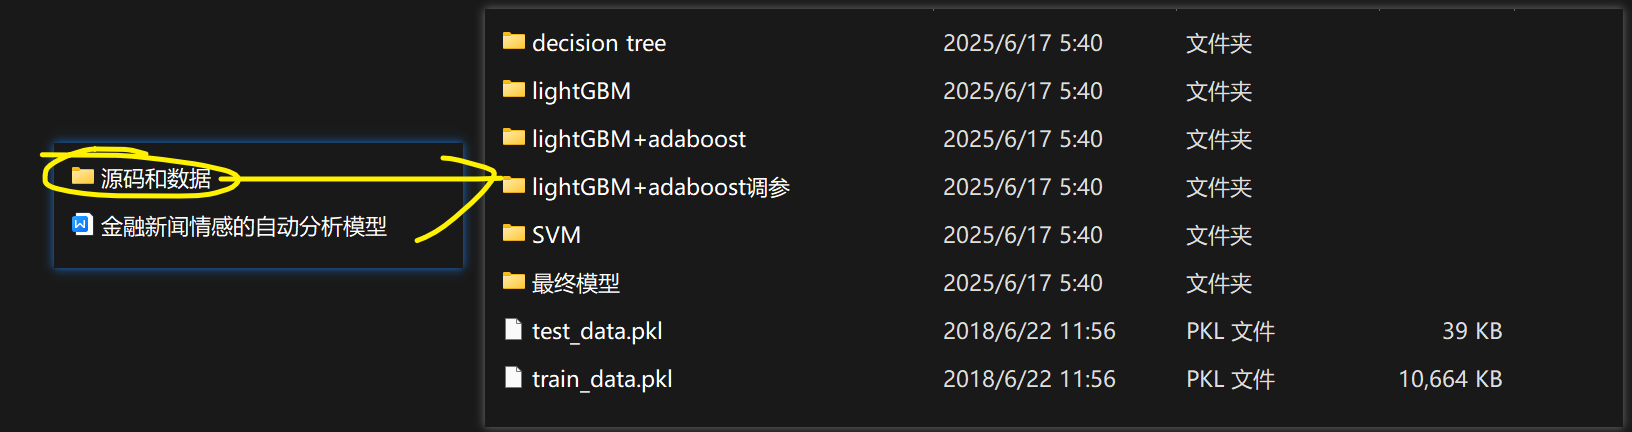 源码和数据
金融新闻情感的自动分析模型
decision tree 2025/6/17 5:40 文件夹
lightGBM 2025/6/17 5:40 文件夹
lightGBM+adaboost 2025/6/17 5:40 文件夹
lightGBM+adaboost调参 2025/6/17 5:40 文件夹
SVM 2025/6/17 5:40 文件夹
最终模型 2025/6/17 5:40 文件夹
test_data.pkl 2018/6/22 11:56 PKL 文件 39 KB
train_data.pkl 2018/6/22 11:56 PKL 文件 10,664 KB